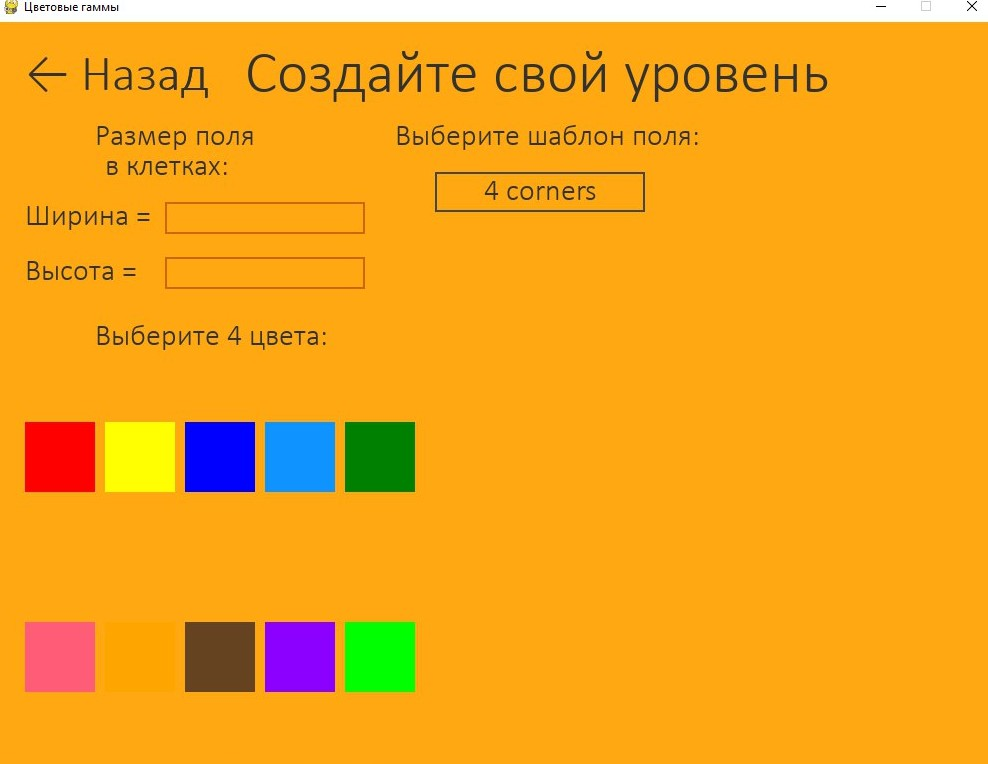 Цветовые гаммы
← Назад
Создайте свой уровень
Размер поля
в клетках:
Выберите шаблон поля:
4 corners
Ширина =
Высота =
Выберите 4 цвета: